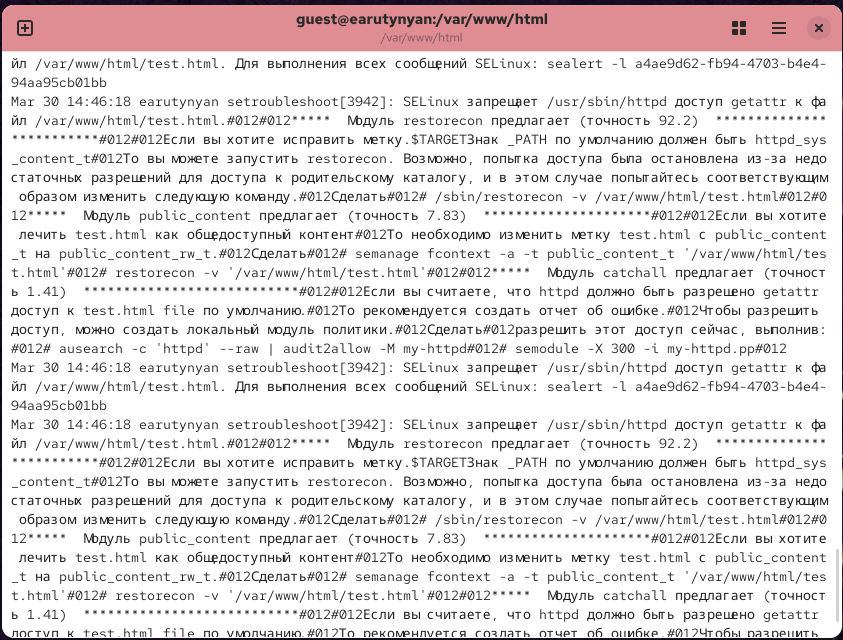 guest@earutynyan:/var/www/html
/var/www/html
йл /var/www/html/test.html. Для выполнения всех сообщений SELinux: sealert -l a4ae9d62-fb94-4703-b4e4-
94aa95cb01bb
Mar 30 14:46:18 earutynyan setroubleshoot[3942]: SELinux запрещает /usr/sbin/httpd доступ getattr к фа
йл /var/www/html/test.html.#012#012*****  Модуль restorecon предлагает (точность 92.2)  **************
***********#012#012Если вы хотите исправить метку.$TARGETЗнак _PATH по умолчанию должен быть httpd_sys
_content_t#012То вы можете запустить restorecon. Возможно, попытка доступа была остановлена из-за недо
статочных разрешений для доступа к родительскому каталогу, и в этом случае попытайтесь соответствующим
 образом изменить следующую команду.#012Сделать#012# /sbin/restorecon -v /var/www/html/test.html#012#0
12*****  Модуль public_content предлагает (точность 7.83)  *********************#012#012Если вы хотите
 лечить test.html как общедоступный контент#012То необходимо изменить метку test.html с public_content
_t на public_content_rw_t.#012Сделать#012# semanage fcontext -a -t public_content_t '/var/www/html/tes
t.html'#012# restorecon -v '/var/www/html/test.html'#012#012*****  Модуль catchall предлагает (точност
ь 1.41)  ***************************#012#012Если вы считаете, что httpd должно быть разрешено getattr
доступ к test.html file по умолчанию.#012То рекомендуется создать отчет об ошибке.#012Чтобы разрешить
доступ, можно создать локальный модуль политики.#012Сделать#012разрешить этот доступ сейчас, выполнив:
#012# ausearch -c 'httpd' --raw | audit2allow -M my-httpd#012# semodule -X 300 -i my-httpd.pp#012
Mar 30 14:46:18 earutynyan setroubleshoot[3942]: SELinux запрещает /usr/sbin/httpd доступ getattr к фа
йл /var/www/html/test.html. Для выполнения всех сообщений SELinux: sealert -l a4ae9d62-fb94-4703-b4e4-
94aa95cb01bb
Mar 30 14:46:18 earutynyan setroubleshoot[3942]: SELinux запрещает /usr/sbin/httpd доступ getattr к фа
йл /var/www/html/test.html.#012#012*****  Модуль restorecon предлагает (точность 92.2)  **************
***********#012#012Если вы хотите исправить метку.$TARGETЗнак _PATH по умолчанию должен быть httpd_sys
_content_t#012То вы можете запустить restorecon. Возможно, попытка доступа была остановлена из-за недо
статочных разрешений для доступа к родительскому каталогу, и в этом случае попытайтесь соответствующим
 образом изменить следующую команду.#012Сделать#012# /sbin/restorecon -v /var/www/html/test.html#012#0
12*****  Модуль public_content предлагает (точность 7.83)  *********************#012#012Если вы хотите
 лечить test.html как общедоступный контент#012То необходимо изменить метку test.html с public_content
_t на public_content_rw_t.#012Сделать#012# semanage fcontext -a -t public_content_t '/var/www/html/tes
t.html'#012# restorecon -v '/var/www/html/test.html'#012#012*****  Модуль catchall предлагает (точност
ь 1.41)  ***************************#012#012Если вы считаете, что httpd должно быть разрешено getattr
доступ к test.html file по умолчанию.#012То рекомендуется создать отчет об ошибке.#012Чтобы разрешить